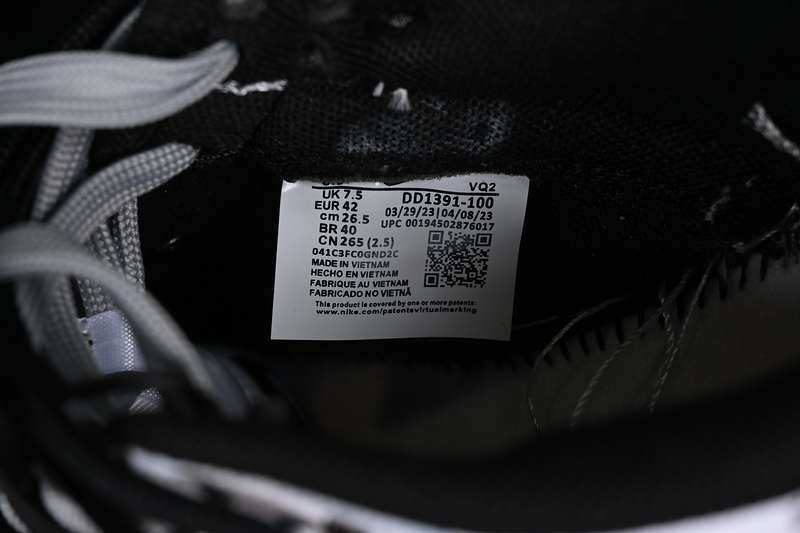 VQ2
UK 7.5
DD1391-100
EUR 42
03/29/23|04/08/23
cm 26.5
UPC 00194502876017
BR 40
CN 265 (2.5)
041C3FC0GND2C
MADE IN VIETNAM
HECHO EN VIETNAM
FABRIQUE AU VIETNAM
FABRICADO NO VIETNÃ
This product is covered by one or more patents:
www.nike.com/patentsvirtualmarking